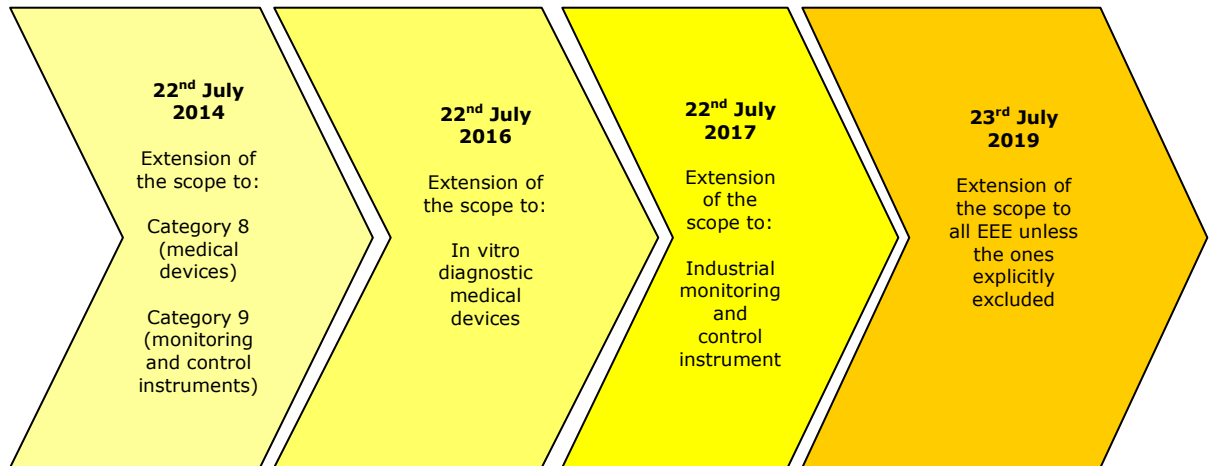 22nd July
2014
Extension of
the scope to:
Category 8
(medical
devices)
Category 9
(monitoring
and control
instruments)
22nd July
2016
Extension of
the scope to:
In vitro
diagnostic
medical
devices
22nd July
2017
Extension
of the
scope to:
Industrial
monitoring
and
control
instrument
23rd July
2019
Extension of
the scope to
all EEE unless
the ones
explicitly
excluded